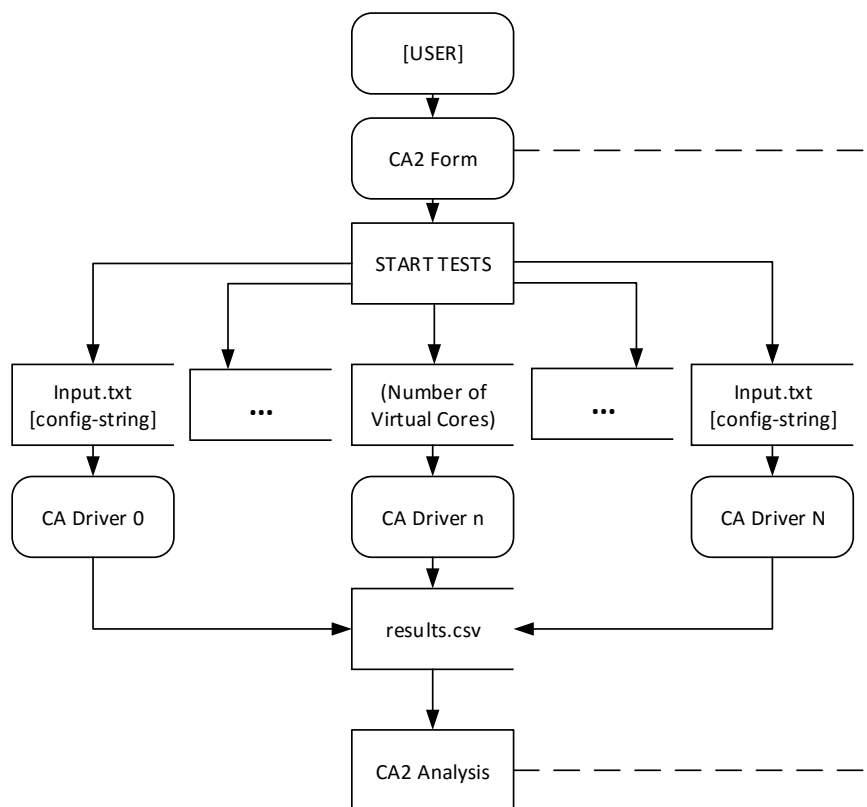 [USER]
CA2 Form
START TESTS
Input.txt
[config-string]
...
(Number of
Virtual Cores)
...
Input.txt
[config-string]
CA Driver 0
CA Driver n
CA Driver N
results.csv
CA2 Analysis